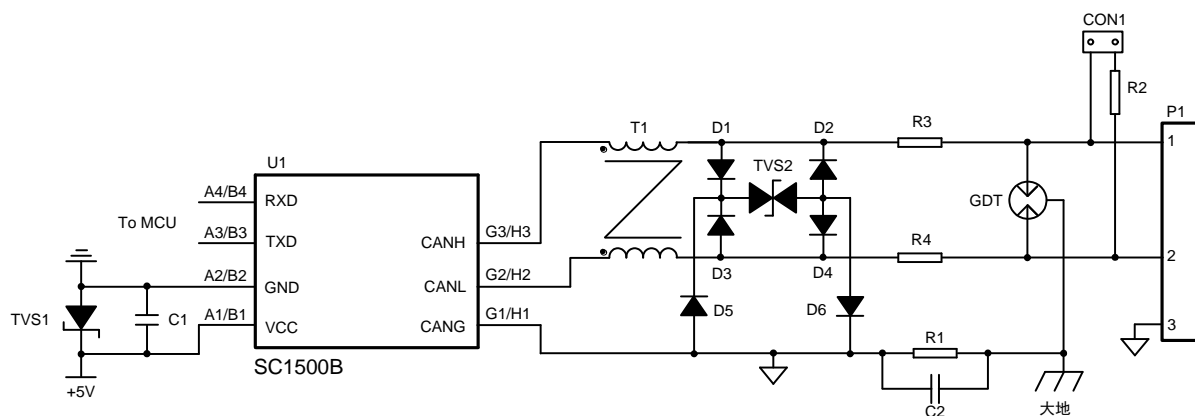 CON1
R2
P1
T1
D1
D2
R3
1
U1
TVS2
A4/B4
RXD
GDT
To MCU
A3/B3
TXD
CANH
G3/H3
R4
2
A2/B2
GND
CANL
G2/H2
D3
D4
TVS1
C1
A1/B1
VCC
CANG
G1/H1
D5
D6
R1
3
SC1500B
+5V
C2
大地